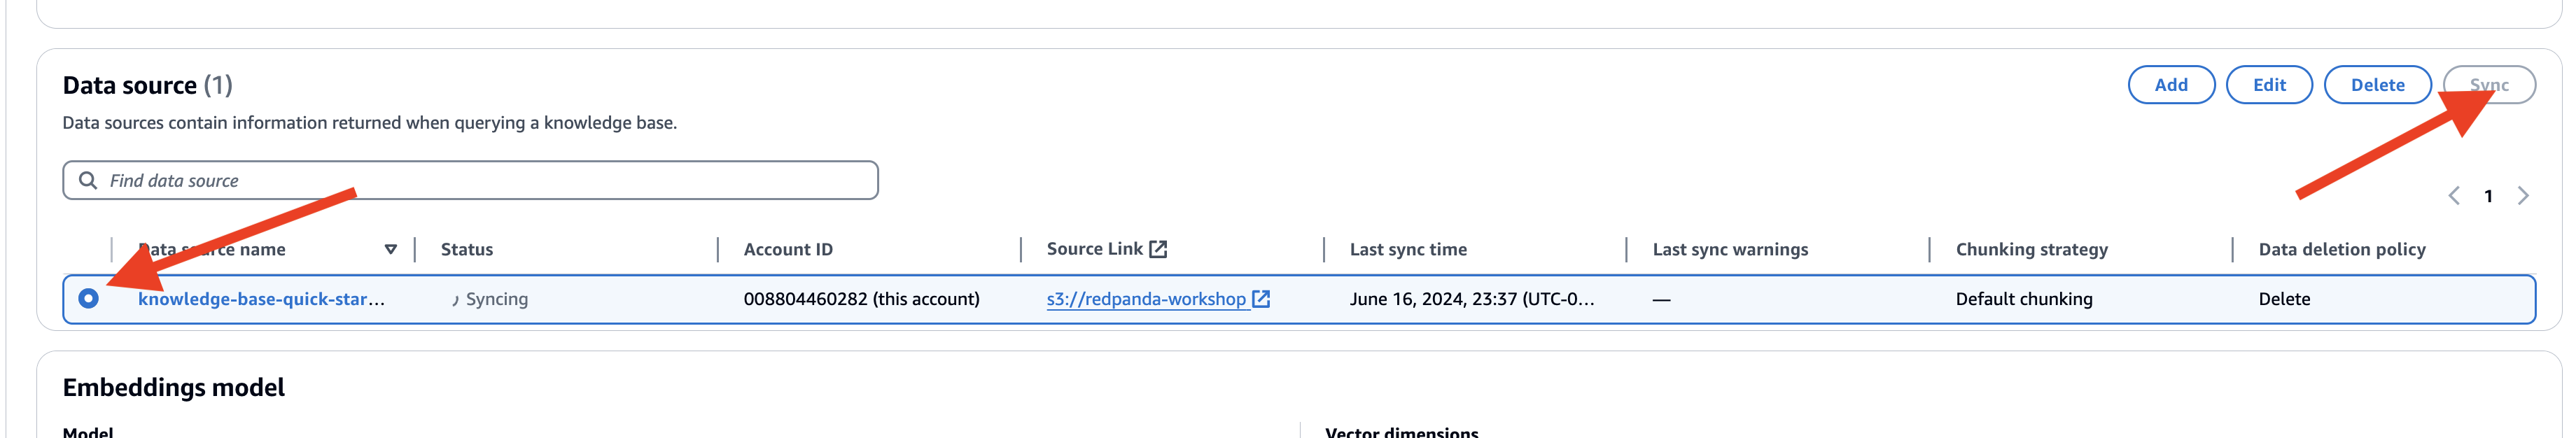 Data source (1)
Add
Edit
Delete
Sync
Data sources contain information returned when querying a knowledge base.
Find data source
1
Data source name
Status
Account ID
Source Link
Last sync time
Last sync warnings
Chunking strategy
Data deletion policy
knowledge-base-quick-star...
Syncing
008804460282 (this account)
s3://redpanda-workshop
June 16, 2024, 23:37 (UTC-0...
—
Default chunking
Delete
Embeddings model
Model
Vector dimensions